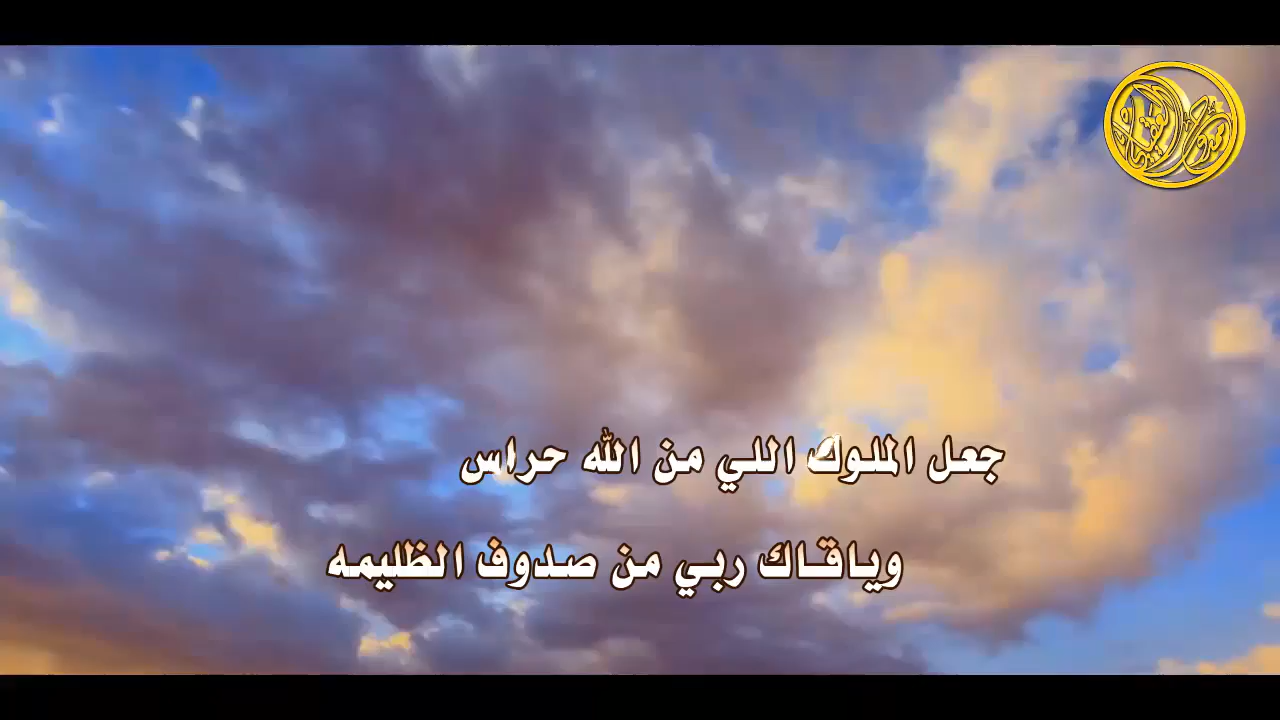 جعل الملوك اللي من الله حراس
وياقاك ربي من صدوف الظليمه